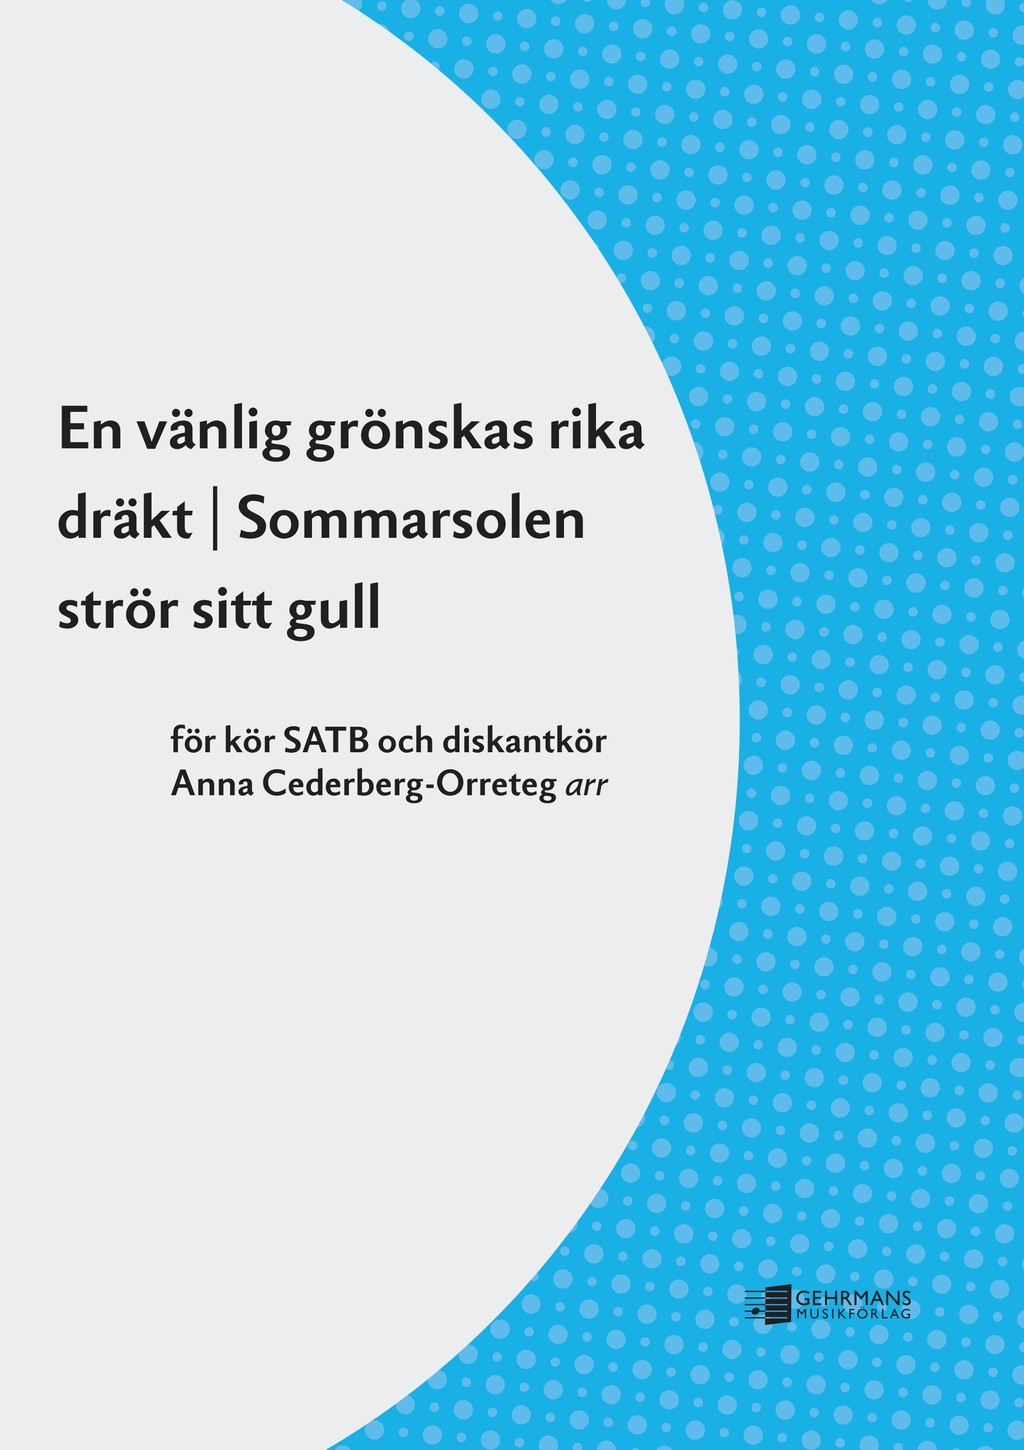 En vänlig grönskas rika
dräkt | Sommarsolen
strör sitt gull
för kör SATB och diskantkör
Anna Cederberg-Orreteg arr
GEHRMANS
MUSIKFÖRLAG